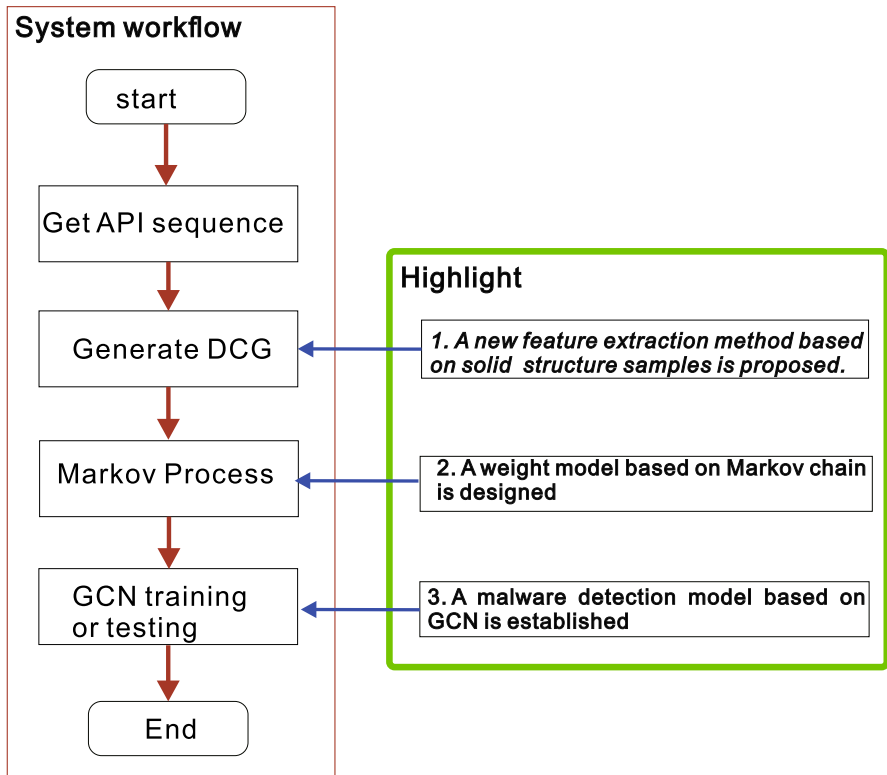 System workflow
start
Get API sequence
Generate DCG
Markov Process
GCN training
or testing
End
Highlight
1. A new feature extraction method based
on solid structure samples is proposed.
2. A weight model based on Markov chain
is designed
3. A malware detection model based on
GCN is established